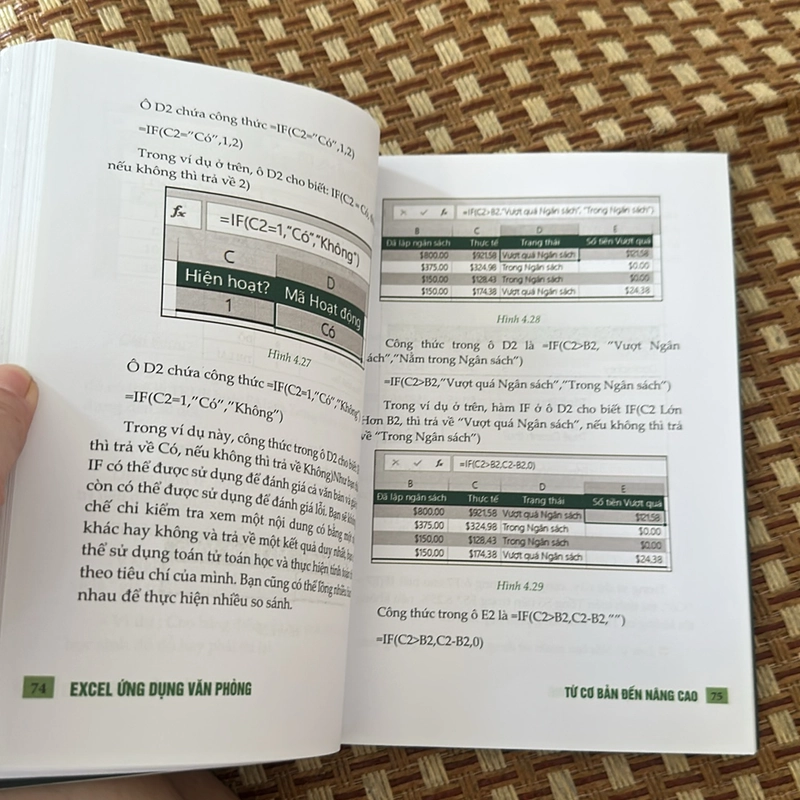 Ô D2 chứa công thức =IF(C2="Có",1,2)
=IF(C2="Có",1,2)
Trong ví dụ ở trên, ô D2 cho biết: IF(C2 = Có,
nếu không thì trả về 2)
fx =IF(C2=1,"Có","Không")
C D
Hiện hoạt? Mã Hoạt động
1 Có
Hình 4.27
Ô D2 chứa công thức =IF(C2=1,"Có","Không"
=IF(C2=1,"Có","Không")
Trong ví dụ này, công thức trong ô D2 cho biết
thì trả về Có, nếu không thì trả về Không)Như bạn
IF có thể được sử dụng để đánh giá cả văn bản và
còn có thể được sử dụng để đánh giá lỗi. Bạn sẽ
chế chỉ kiểm tra xem một nội dung có bằng
khác hay không và trả về một kết quả duy nhất,
thể sử dụng toán tử toán học và thực hiện tính
theo tiêu chí của mình. Bạn cũng có thể lồng nhiều
nhau để thực hiện nhiều so sánh.
74 EXCEL ỨNG DỤNG VĂN PHÒNG
fx =IF(C2>B2,"Vượt quá Ngân sách", "Trong Ngân sách")
B C D E
Đã lập ngân sách Thực tế Trạng thái Số tiền Vượt quá
$800.00 $921.58 Vượt quá Ngân sách $121.58
$375.00 $324.98 Trong Ngân sách $0.00
$150.00 $128.43 Trong Ngân sách $0.00
$150.00 $174.38 Vượt quá Ngân sách $24.38
Hình 4.28
Công thức trong ô D2 là =IF(C2>B2, "Vượt Ngân
ách","Nằm trong Ngân sách")
=IF(C2>B2,"Vượt quá Ngân sách","Trong Ngân sách")
Trong ví dụ ở trên, hàm IF ở ô D2 cho biết IF(C2 Lớn
Hơn B2, thì trả về "Vượt quá Ngân sách", nếu không thì trả
về "Trong Ngân sách")
fx =IF(C2>B2,C2-B2,0)
B C D E
Đã lập ngân sách Thực tế Trạng thái Số tiền Vượt quá
$800.00 $921.58 Vượt quá Ngân sách $121.58
$375.00 $324.98 Trong Ngân sách $0.00
$150.00 $128.43 Trong Ngân sách $0.00
$150.00 $174.38 Vượt quá Ngân sách $24.38
Hình 4.29
Công thức trong ô E2 là =IF(C2>B2,C2-B2,"")
=IF(C2>B2,C2-B2,0)
TỪ CƠ BẢN ĐẾN NÂNG CAO 75